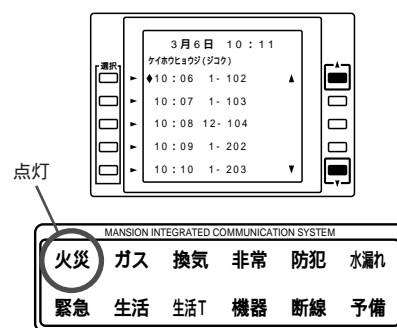 3月6日 10:11
ケイホウヒョウジ(ジコク)
選択
♦10:06 1-102 ▲
10:07 1-103
10:08 12-104
10:09 1-202
10:10 1-203 ▼
点灯
MANSION INTEGRATED COMMUNICATION SYSTEM
火災 ガス 換気 非常 防犯 水漏れ
緊急 生活 生活T 機器 断線 予備